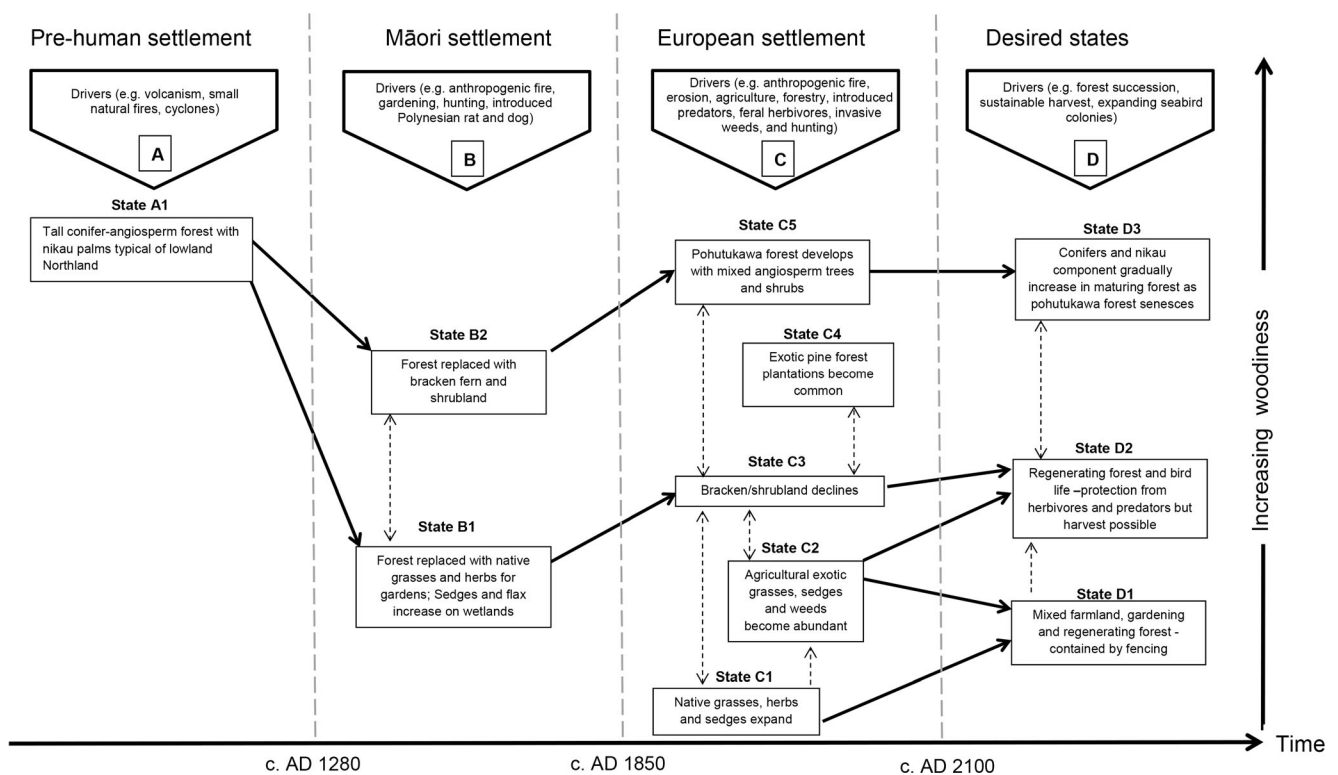 Pre-human settlement
Māori settlement
European settlement
Desired states
Drivers (e.g. volcanism, small
natural fires, cyclones)
A
Drivers (e.g. anthropogenic fire,
gardening, hunting, introduced
Polynesian rat and dog)
B
Drivers (e.g. anthropogenic fire,
erosion, agriculture, forestry, introduced
predators, feral herbivores, invasive
weeds, and hunting)
C
Drivers (e.g. forest succession,
sustainable harvest, expanding seabird
colonies)
D
State A1
Tall conifer-angiosperm forest with
nikau palms typical of lowland
Northland
State B2
Forest replaced with
bracken fern and
shrubland
State B1
Forest replaced with native
grasses and herbs for
gardens; Sedges and flax
increase on wetlands
State C5
Pohutukawa forest develops
with mixed angiosperm trees
and shrubs
State C4
Exotic pine forest
plantations become
common
State C3
Bracken/shrubland declines
State C2
Agricultural exotic
grasses, sedges
and weeds
become abundant
State C1
Native grasses, herbs
and sedges expand
State D3
Conifers and nikau
component gradually
increase in maturing forest as
pohutukawa forest senesces
State D2
Regenerating forest and bird
life –protection from
herbivores and predators but
harvest possible
State D1
Mixed farmland, gardening
and regenerating forest -
contained by fencing
Increasing woodiness
Time
c. AD 1280
c. AD 1850
c. AD 2100